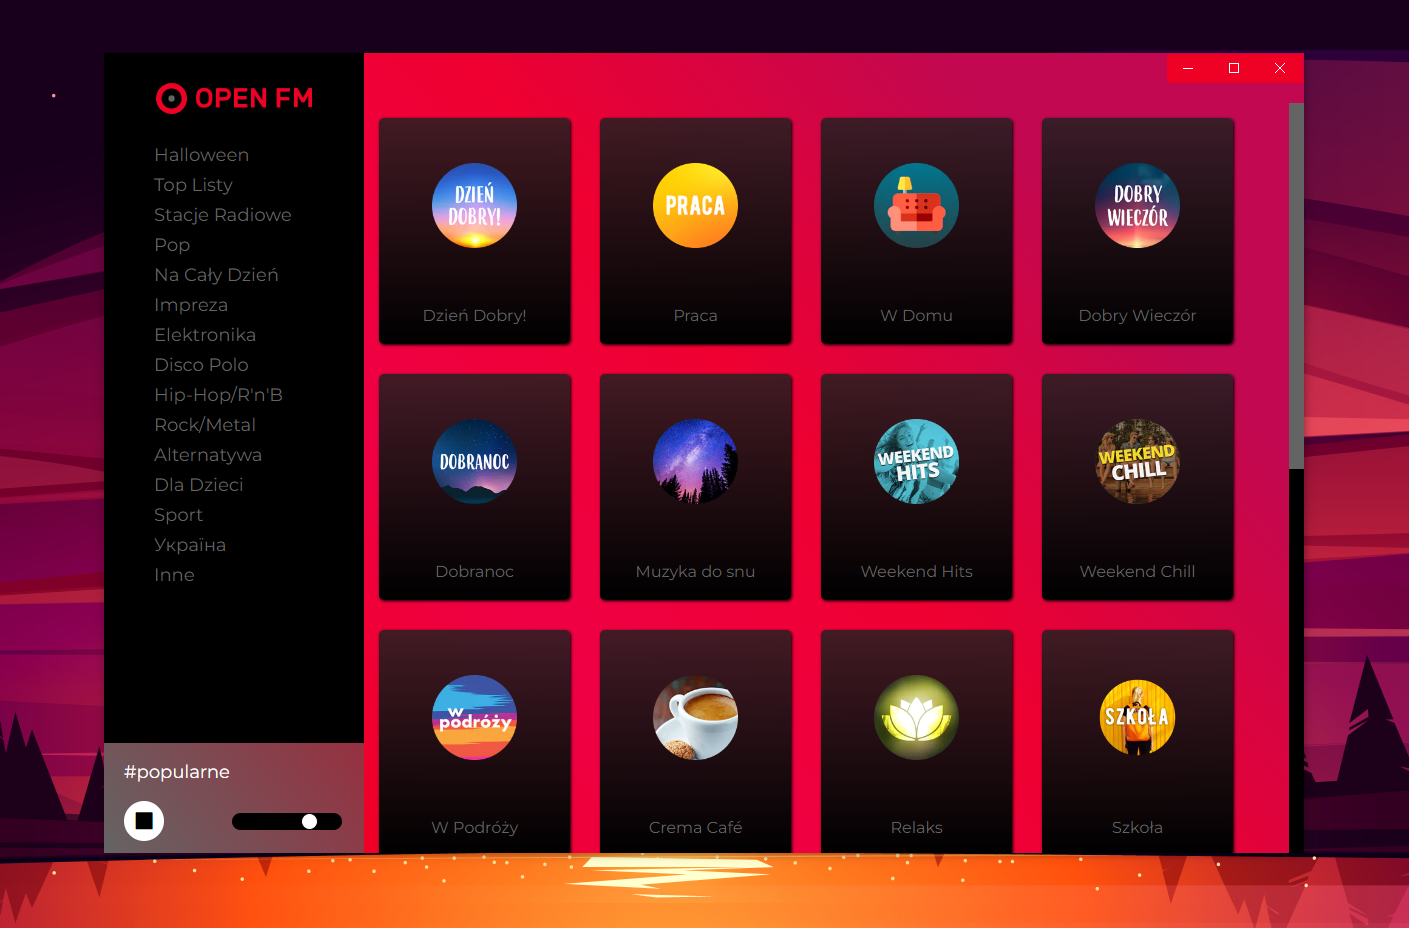 OPEN FM
Halloween
Top Listy
Stacje Radiowe
Pop
Na Cały Dzień
Impreza
Elektronika
Disco Polo
Hip-Hop/R'n'B
Rock/Metal
Alternatywa
Dla Dzieci
Sport
Україна
Inne
#popularne
DZIEŃ
DOBRY!
Dzień Dobry!
PRACA
Praca
W Domu
DOBRY
WIECZÓR
Dobry Wieczór
DOBRANOC
Dobranoc
Muzyka do snu
WEEKEND
HITS
Weekend Hits
WEEKEND
CHILL
Weekend Chill
w
podróży
W Podróży
Crema Café
Relaks
SZKOŁA
Szkoła